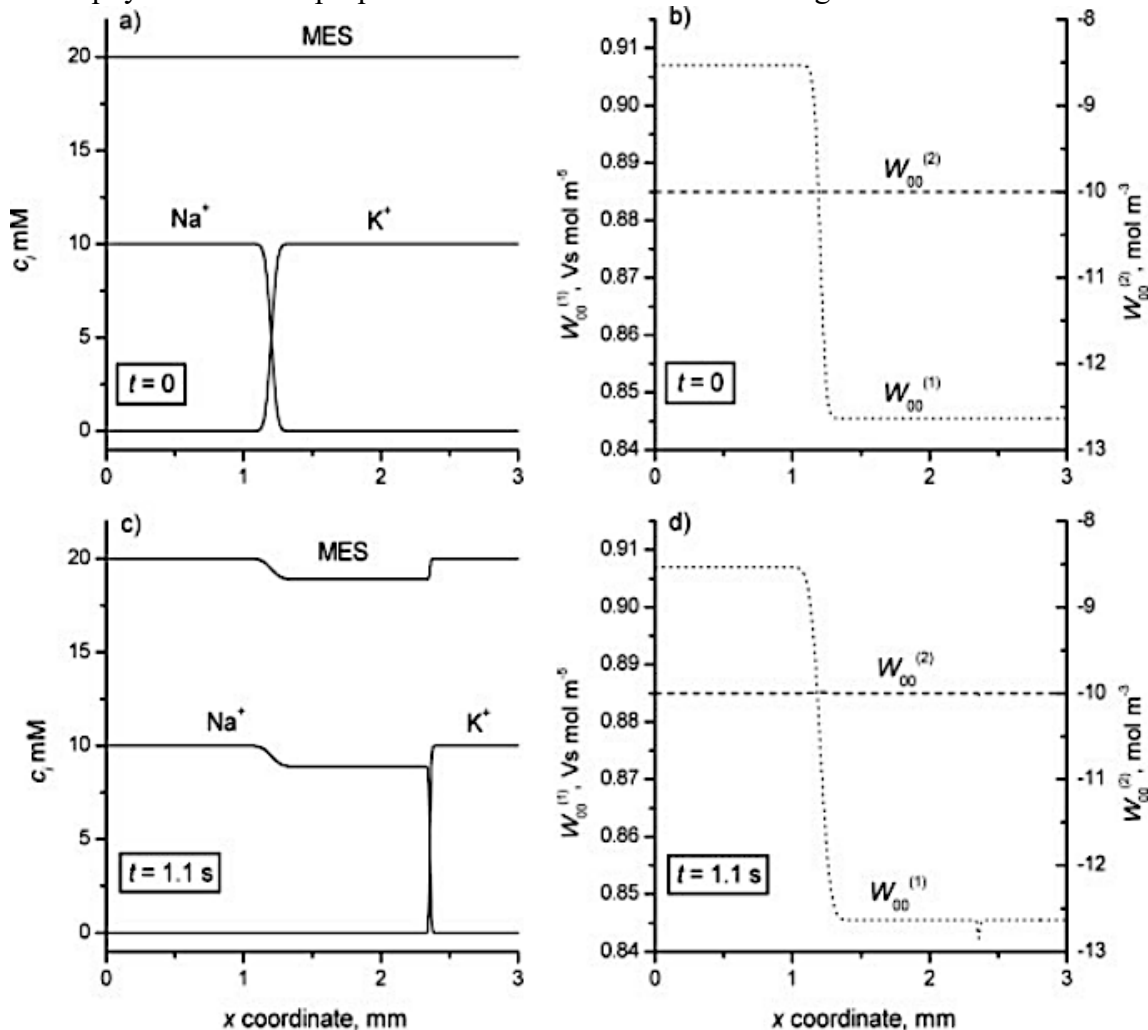 a)
MES
Na⁺
K⁺
t = 0
20
15
10
5
0
cᵢ mM
0 1 2 3
b)
0.91
0.90
0.89
0.88
0.87
0.86
0.85
0.84
W₀₀⁽¹⁾, Vs mol m⁻⁵
W₀₀⁽²⁾
W₀₀⁽¹⁾
t = 0
-8
-9
-10
-11
-12
-13
W₀₀⁽²⁾, mol m⁻³
0 1 2 3
c)
MES
Na⁺
K⁺
t = 1.1 s
20
15
10
5
0
cᵢ mM
0 1 2 3
x coordinate, mm
d)
0.91
0.90
0.89
0.88
0.87
0.86
0.85
0.84
W₀₀⁽¹⁾, Vs mol m⁻⁵
W₀₀⁽²⁾
W₀₀⁽¹⁾
t = 1.1 s
-8
-9
-10
-11
-12
-13
W₀₀⁽²⁾, mol m⁻³
0 1 2 3
x coordinate, mm